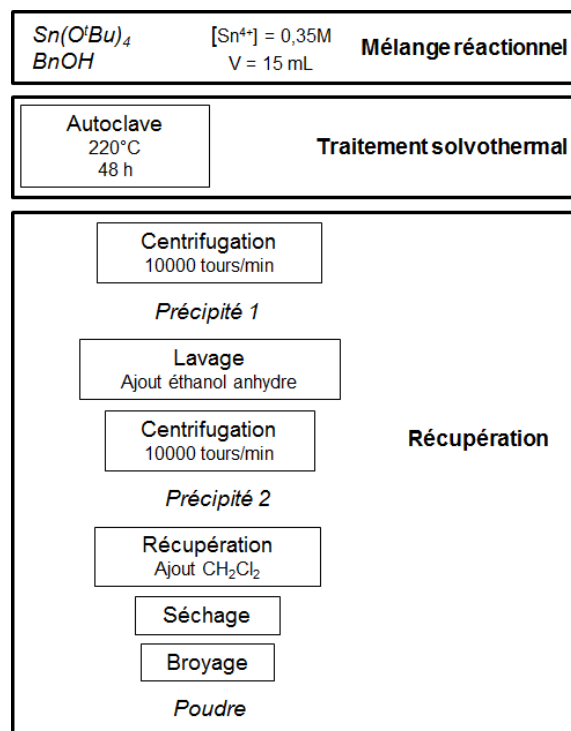 Sn(OᵗBu)₄ [Sn⁴⁺] = 0,35M Mélange réactionnel
BnOH V = 15 mL
Autoclave
220°C
48 h
Traitement solvothermal
Centrifugation
10000 tours/min
Précipité 1
Lavage
Ajout éthanol anhydre
Centrifugation
10000 tours/min
Récupération
Précipité 2
Récupération
Ajout CH₂Cl₂
Séchage
Broyage
Poudre